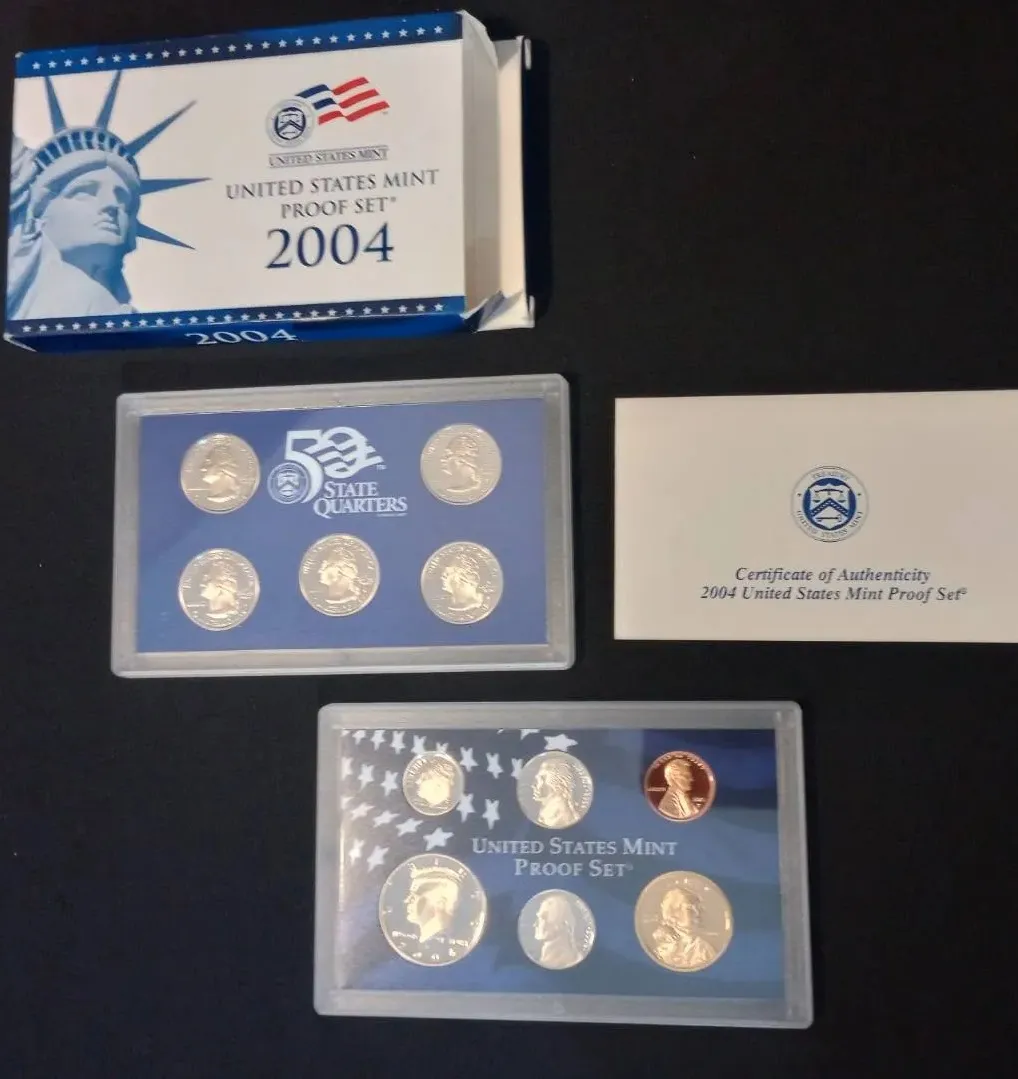 UNITED STATES MINT
UNITED STATES MINT
PROOF SET®
2004
2004
50
STATE
QUARTERS
TM
Certificate of Authenticity
2004 United States Mint Proof Set®
UNITED STATES MINT
PROOF SET®